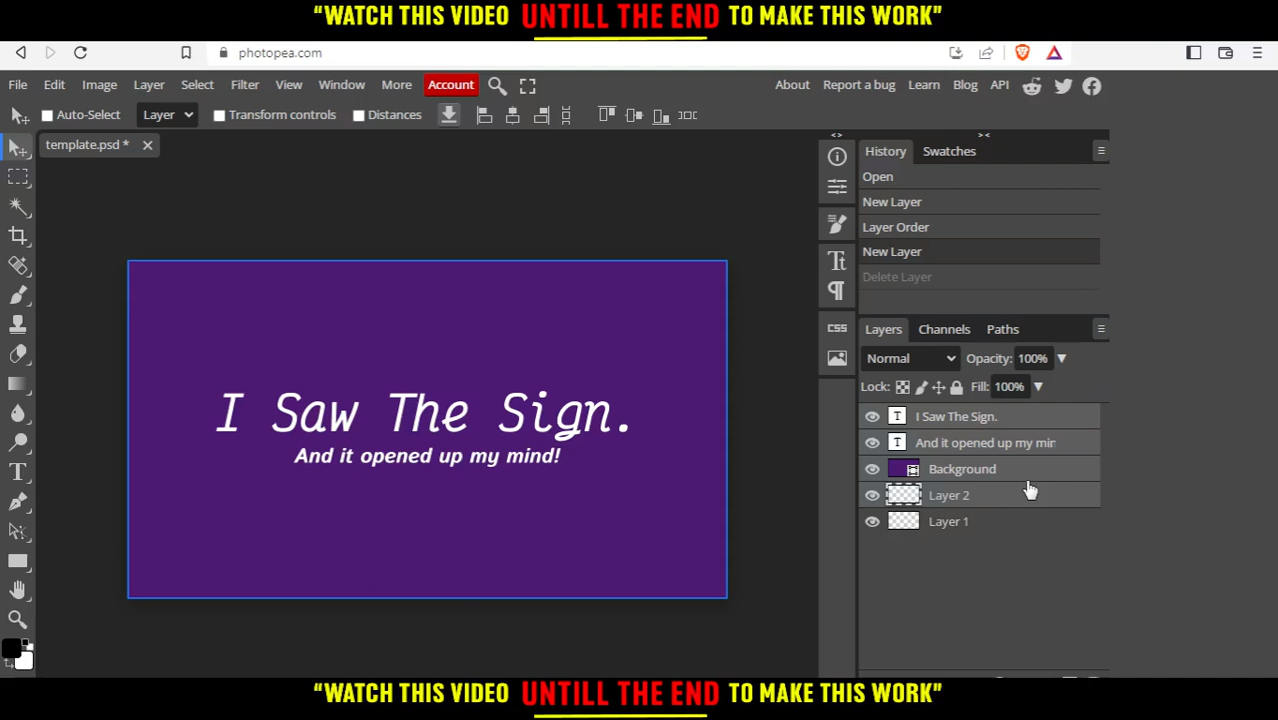 “WATCH THIS VIDEO UNTILL THE END TO MAKE THIS WORK”
photopea.com
File Edit Image Layer Select Filter View Window More Account About Report a bug Learn Blog API
Auto-Select Layer Transform controls Distances
template.psd *
History Swatches
Open
New Layer
Layer Order
New Layer
Delete Layer
Tt
CSS
Layers Channels Paths
Normal Opacity: 100%
Lock: Fill: 100%
T I Saw The Sign.
T And it opened up my min
Background
Layer 2
Layer 1
I Saw The Sign.
And it opened up my mind!
T
“WATCH THIS VIDEO UNTILL THE END TO MAKE THIS WORK”